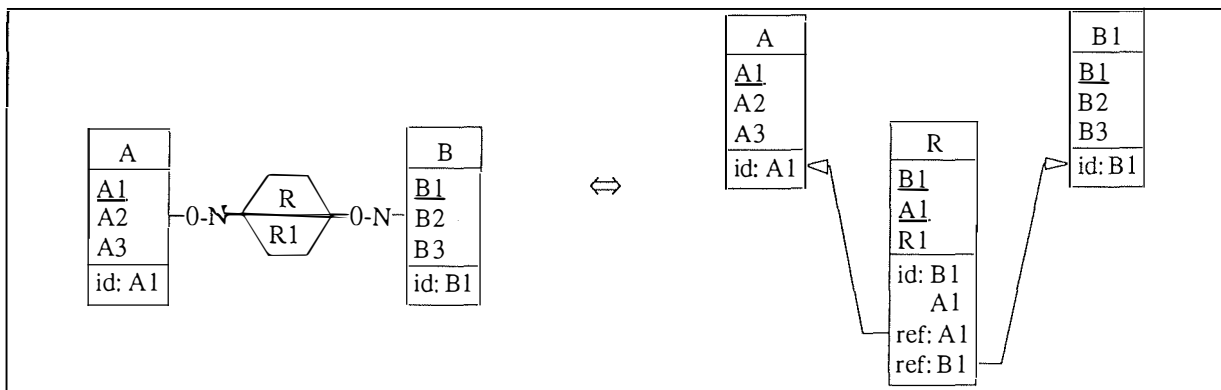 A
A1
A2
A3
id: A1
0-N
R
R1
0-N
B
B1
B2
B3
id: B1
⇔
A
A1
A2
A3
id: A1
R
B1
A1
R1
id: B1
A1
ref: A1
ref: B1
B1
B1
B2
B3
id: B1